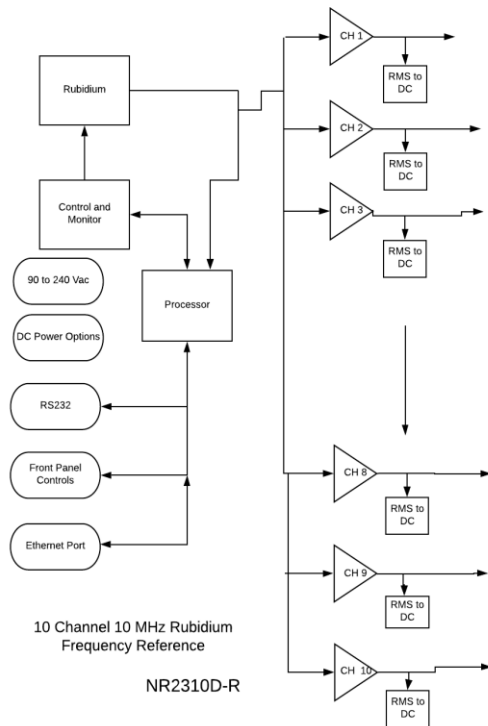 Rubidium
Control and
Monitor
90 to 240 Vac
DC Power Options
Processor
RS232
Front Panel
Controls
Ethernet Port
CH 1
RMS to
DC
CH 2
RMS to
DC
CH 3
RMS to
DC
CH 8
RMS to
DC
CH 9
RMS to
DC
CH 10
RMS to
DC
10 Channel 10 MHz Rubidium
Frequency Reference
NR2310D-R